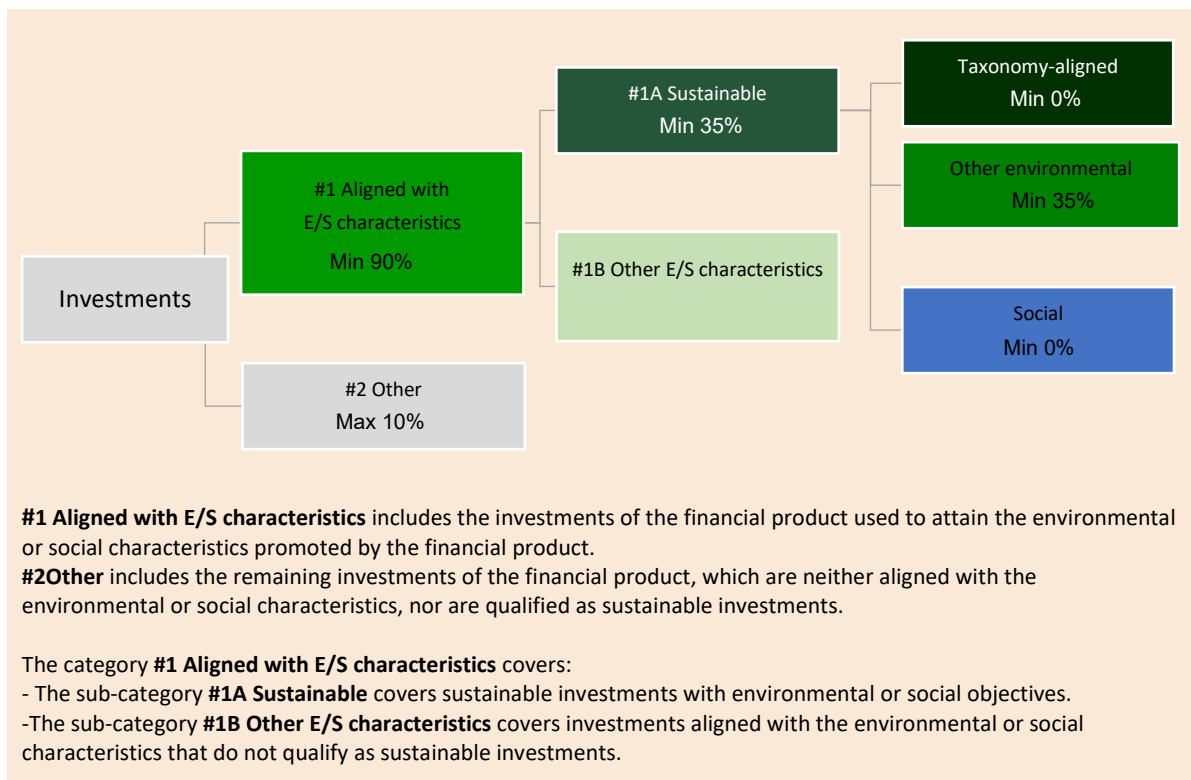 Taxonomy-aligned
Min 0%
#1A Sustainable
Min 35%
Other environmental
Min 35%
#1 Aligned with
E/S characteristics
Min 90%
#1B Other E/S characteristics
Investments
Social
Min 0%
#2 Other
Max 10%
#1 Aligned with E/S characteristics includes the investments of the financial product used to attain the environmental
or social characteristics promoted by the financial product.
#2Other includes the remaining investments of the financial product, which are neither aligned with the
environmental or social characteristics, nor are qualified as sustainable investments.
The category #1 Aligned with E/S characteristics covers:
- The sub-category #1A Sustainable covers sustainable investments with environmental or social objectives.
-The sub-category #1B Other E/S characteristics covers investments aligned with the environmental or social
characteristics that do not qualify as sustainable investments.